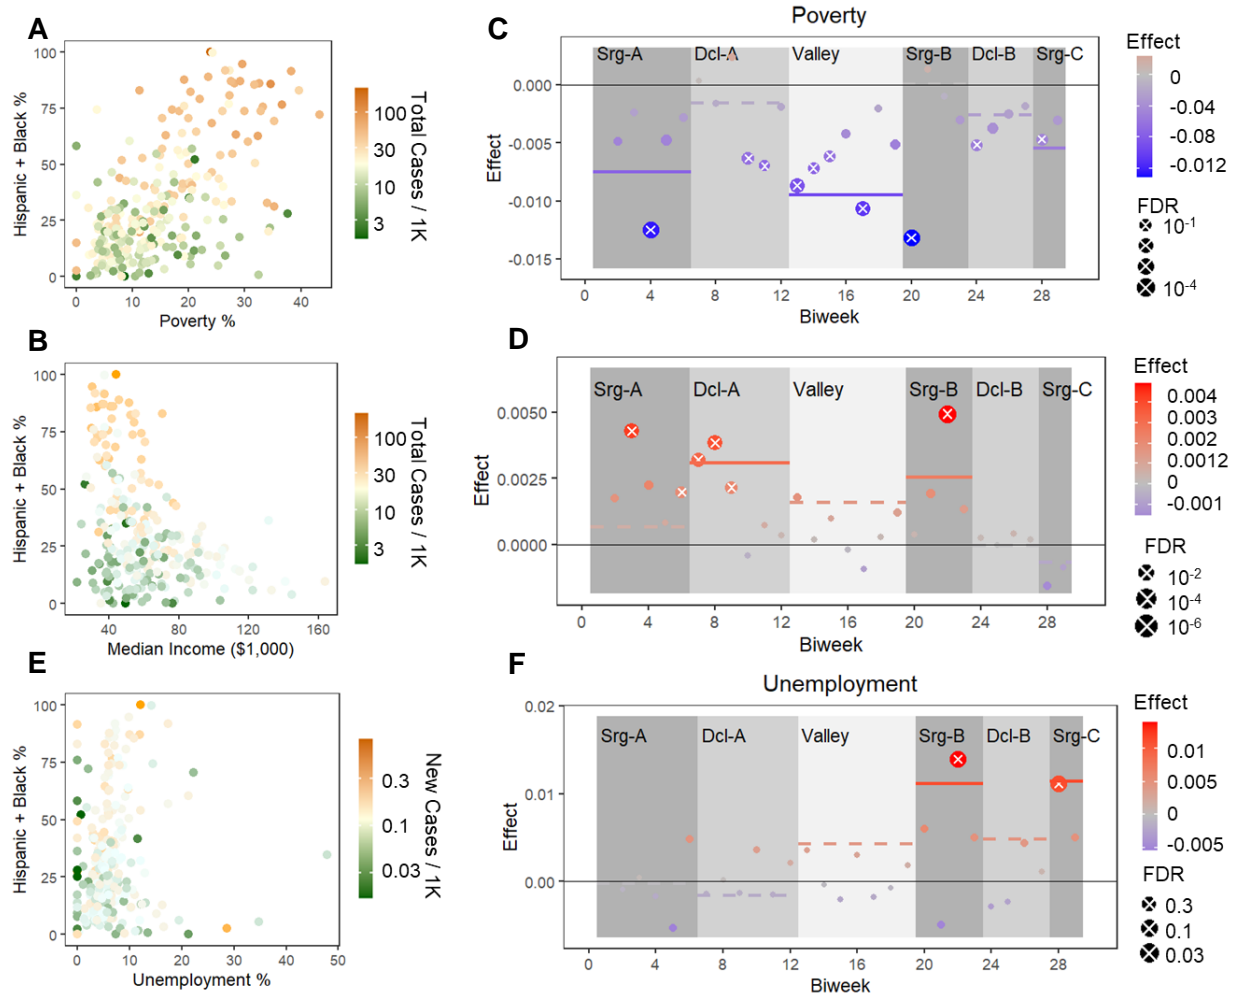 A
Hispanic + Black %
100
75
50
25
0
0
10
20
30
40
Poverty %
Total Cases / 1K
100
30
10
3
C
Poverty
Effect
0.000
-0.005
-0.010
-0.015
Srg-A
Dcl-A
Valley
Srg-B
Dcl-B
Srg-C
0
4
8
12
16
20
24
28
Biweek
Effect
0
-0.04
-0.08
-0.012
FDR
10-1
10-4
B
Hispanic + Black %
100
75
50
25
0
40
80
120
160
Median Income ($1,000)
Total Cases / 1K
100
30
10
3
D
Effect
0.0050
0.0025
0.0000
Srg-A
Dcl-A
Valley
Srg-B
Dcl-B
Srg-C
0
4
8
12
16
20
24
28
Biweek
Effect
0.004
0.003
0.002
0.0012
0
-0.001
FDR
10-2
10-4
10-6
E
Hispanic + Black %
100
75
50
25
0
0
10
20
30
40
50
Unemployment %
New Cases / 1K
0.3
0.1
0.03
F
Unemployment
Effect
0.02
0.01
0.00
Srg-A
Dcl-A
Valley
Srg-B
Dcl-B
Srg-C
0
4
8
12
16
20
24
28
Biweek
Effect
0.01
0.005
0
-0.005
FDR
0.3
0.1
0.03